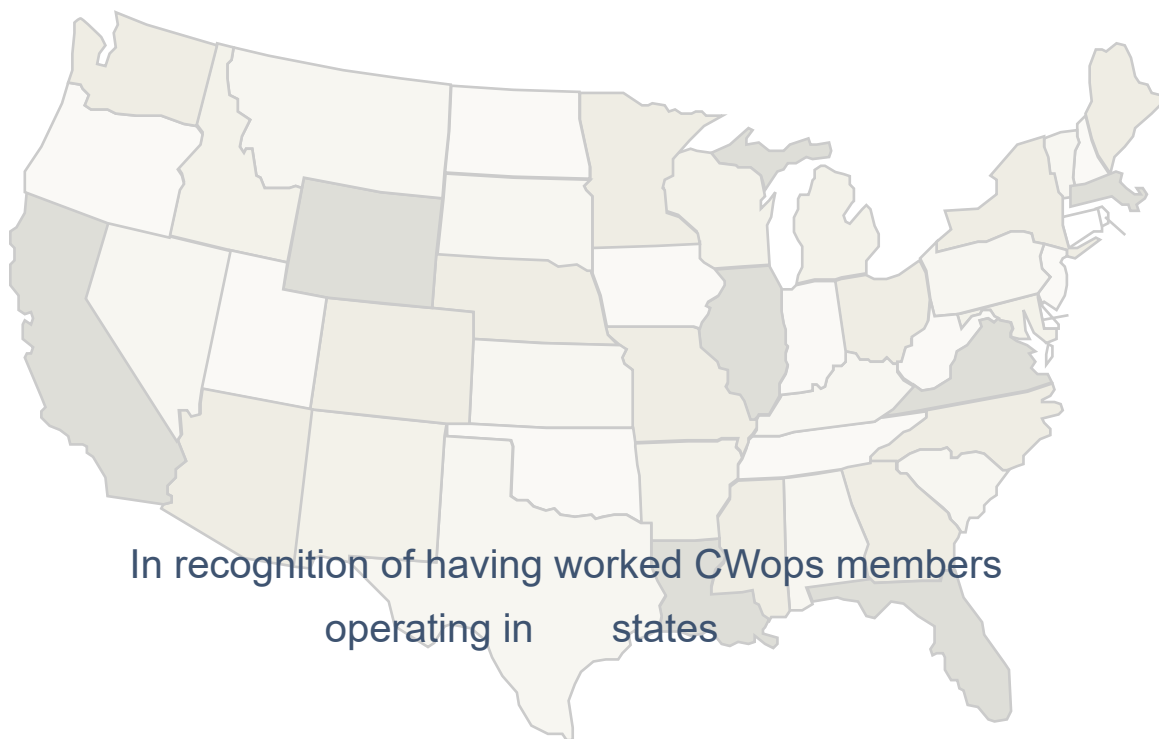 In recognition of having worked CWops members
operating in states